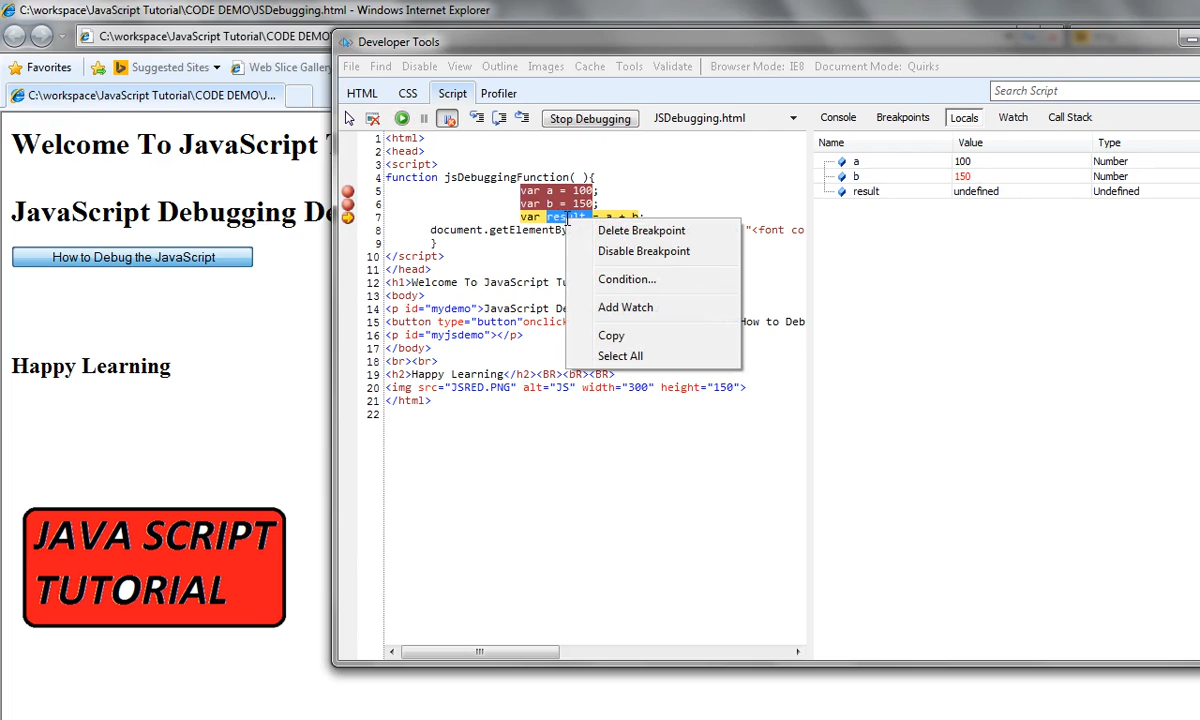 C:\workspace\JavaScript Tutorial\CODE DEMO\JSDebugging.html - Windows Internet Explorer
C:\workspace\JavaScript Tutorial\CODE DEMO
Favorites
Suggested Sites
Web Slice Gallery
C:\workspace\JavaScript Tutorial\CODE DEMO\J...
Welcome To JavaScript T
JavaScript Debugging De
How to Debug the JavaScript
Happy Learning
JAVA SCRIPT
TUTORIAL
Developer Tools
File Find Disable View Outline Images Cache Tools Validate Browser Mode: IE8 Document Mode: Quirks
HTML CSS Script Profiler
Search Script
Stop Debugging JSDebugging.html
Console Breakpoints Locals Watch Call Stack
1 <html>
2 <head>
3 <script>
4 function jsDebuggingFunction( ){
5 var a = 100;
6 var b = 150;
7 var result = a + b;
8 document.getElementBy "<font co
9 }
10 </script>
11 </head>
12 <h1>Welcome To JavaScript Tu
13 <body>
14 <p id="mydemo">JavaScript De
15 <button type="button"onclic How to Deb
16 <p id="myjsdemo"></p>
17 </body>
18 <br><br>
19 <h2>Happy Learning</h2><BR><bR><BR>
20 <img src="JSRED.PNG" alt="JS" width="300" height="150">
21 </html>
22
Delete Breakpoint
Disable Breakpoint
Condition...
Add Watch
Copy
Select All
Name Value Type
a 100 Number
b 150 Number
result undefined Undefined